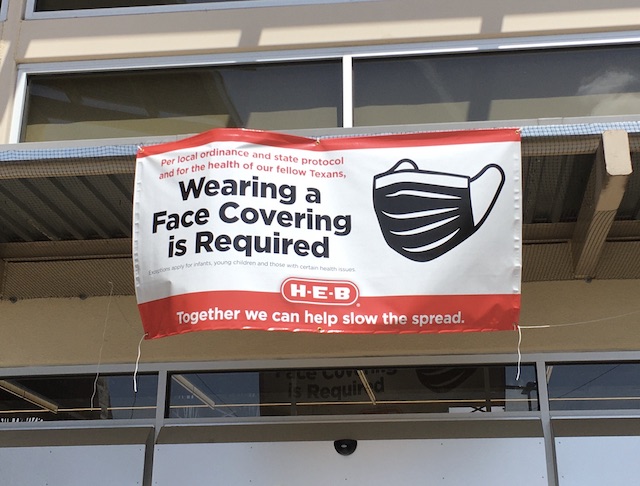 Per local ordinance and state protocol
and for the health of our fellow Texans,
Wearing a
Face Covering
is Required
Exceptions apply for infants, young children and those with certain health issues
H-E-B
Together we can help slow the spread.
is Required